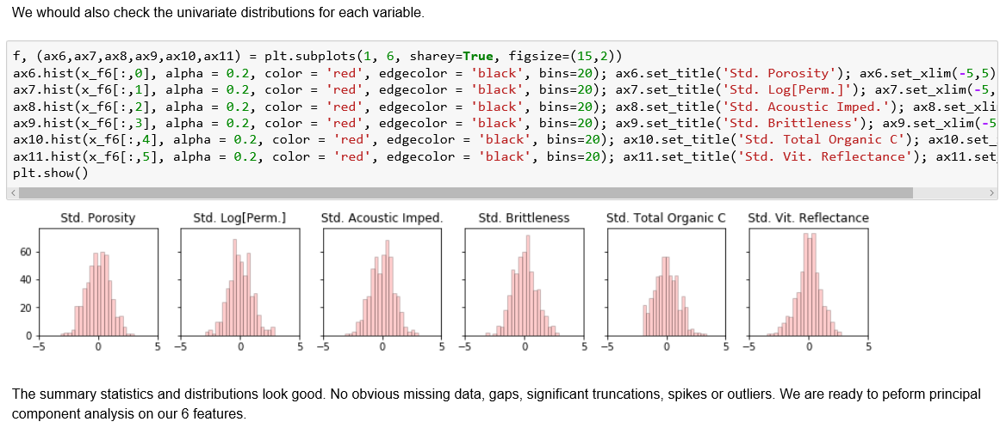 We whould also check the univariate distributions for each variable.
f, (ax6,ax7,ax8,ax9,ax10,ax11) = plt.subplots(1, 6, sharey=True, figsize=(15,2))
ax6.hist(x_f6[:,0], alpha = 0.2, color = 'red', edgecolor = 'black', bins=20); ax6.set_title('Std. Porosity'); ax6.set_xlim(-5,5)
ax7.hist(x_f6[:,1], alpha = 0.2, color = 'red', edgecolor = 'black', bins=20); ax7.set_title('Std. Log[Perm.]'); ax7.set_xlim(-5,
ax8.hist(x_f6[:,2], alpha = 0.2, color = 'red', edgecolor = 'black', bins=20); ax8.set_title('Std. Acoustic Imped.'); ax8.set_xli
ax9.hist(x_f6[:,3], alpha = 0.2, color = 'red', edgecolor = 'black', bins=20); ax9.set_title('Std. Brittleness'); ax9.set_xlim(-5
ax10.hist(x_f6[:,4], alpha = 0.2, color = 'red', edgecolor = 'black', bins=20); ax10.set_title('Std. Total Organic C'); ax10.set_
ax11.hist(x_f6[:,5], alpha = 0.2, color = 'red', edgecolor = 'black', bins=20); ax11.set_title('Std. Vit. Reflectance'); ax11.set
plt.show()
Std. Porosity Std. Log[Perm.] Std. Acoustic Imped. Std. Brittleness Std. Total Organic C Std. Vit. Reflectance
60
40
20
0
−5 0 5 −5 0 5 −5 0 5 −5 0 5 −5 0 5 −5 0 5
The summary statistics and distributions look good. No obvious missing data, gaps, significant truncations, spikes or outliers. We are ready to peform principal
component analysis on our 6 features.